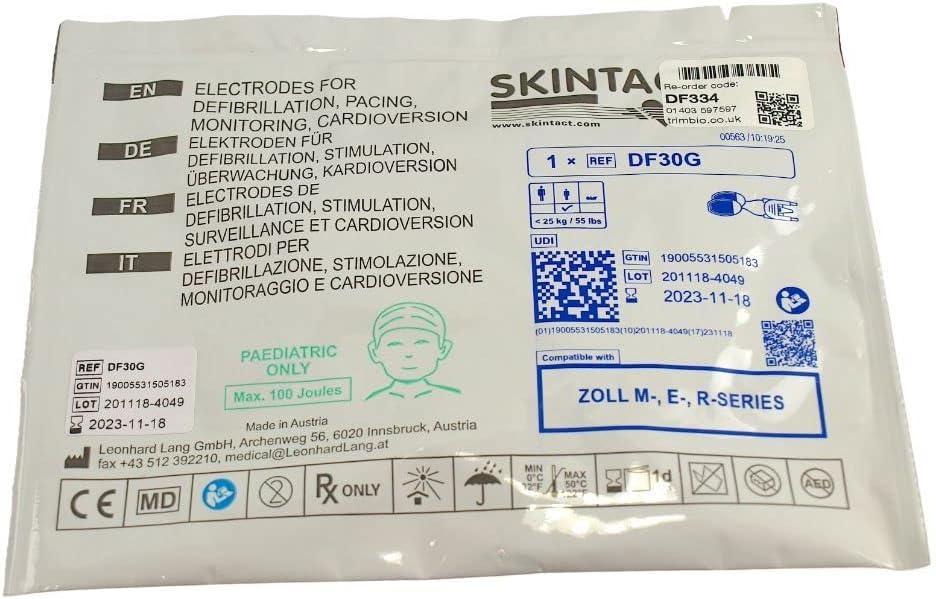 EN
ELECTRODES FOR
DEFIBRILLATION, PACING,
MONITORING, CARDIOVERSION
DE
ELEKTRODEN FÜR
DEFIBRILLATION, STIMULATION,
ÜBERWACHUNG, KARDIOVERSION
FR
ELECTRODES DE
DEFIBRILLATION, STIMULATION,
SURVEILLANCE ET CARDIOVERSION
IT
ELETTRODI PER
DEFIBRILLAZIONE, STIMOLAZIONE,
MONITORAGGIO E CARDIOVERSIONE
SKINTAC
www.skintact.com
Re-order code:
DF334
01403 597597
trimbio.co.uk
00563 / 10:19:25
1 × REF DF30G
< 25 kg / 55 lbs
UDI
GTIN 19005531505183
LOT 201118-4049
2023-11-18
(01)19005531505183(10)201118-4049(17)231118
Compatible with
ZOLL M-, E-, R-SERIES
PAEDIATRIC
ONLY
Max. 100 Joules
REF DF30G
GTIN 19005531505183
LOT 201118-4049
2023-11-18
Made in Austria
Leonhard Lang GmbH, Archenweg 56, 6020 Innsbruck, Austria
fax +43 512 392210, medical@LeonhardLang.at
CE
MD
2
Rx ONLY
MIN
0°C
32°F
MAX
50°C
122°F
1d
AED